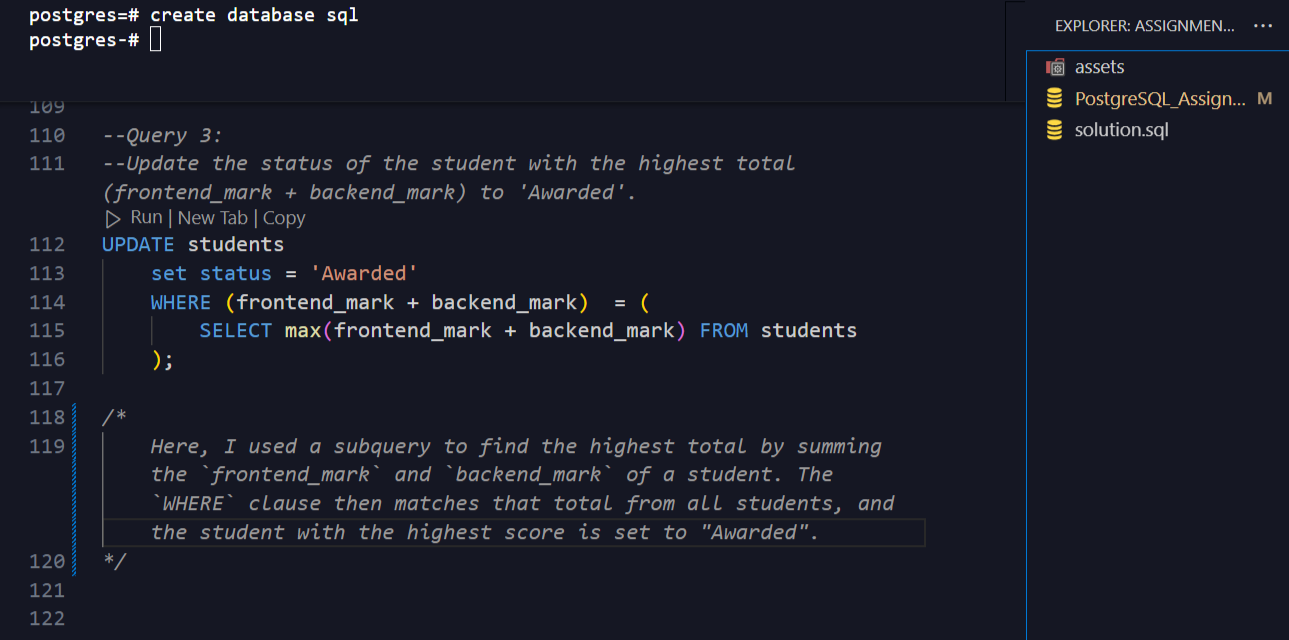 postgres=# create database sql
postgres-#
EXPLORER: ASSIGNMEN... ...
assets
PostgreSQL_Assign... M
solution.sql
109
110 --Query 3:
111 --Update the status of the student with the highest total
(frontend_mark + backend_mark) to 'Awarded'.
Run | New Tab | Copy
112 UPDATE students
113 set status = 'Awarded'
114 WHERE (frontend_mark + backend_mark)  = (
115 SELECT max(frontend_mark + backend_mark) FROM students
116 );
117
118 /*
119 Here, I used a subquery to find the highest total by summing
the `frontend_mark` and `backend_mark` of a student. The
`WHERE` clause then matches that total from all students, and
the student with the highest score is set to "Awarded".
120 */
121
122